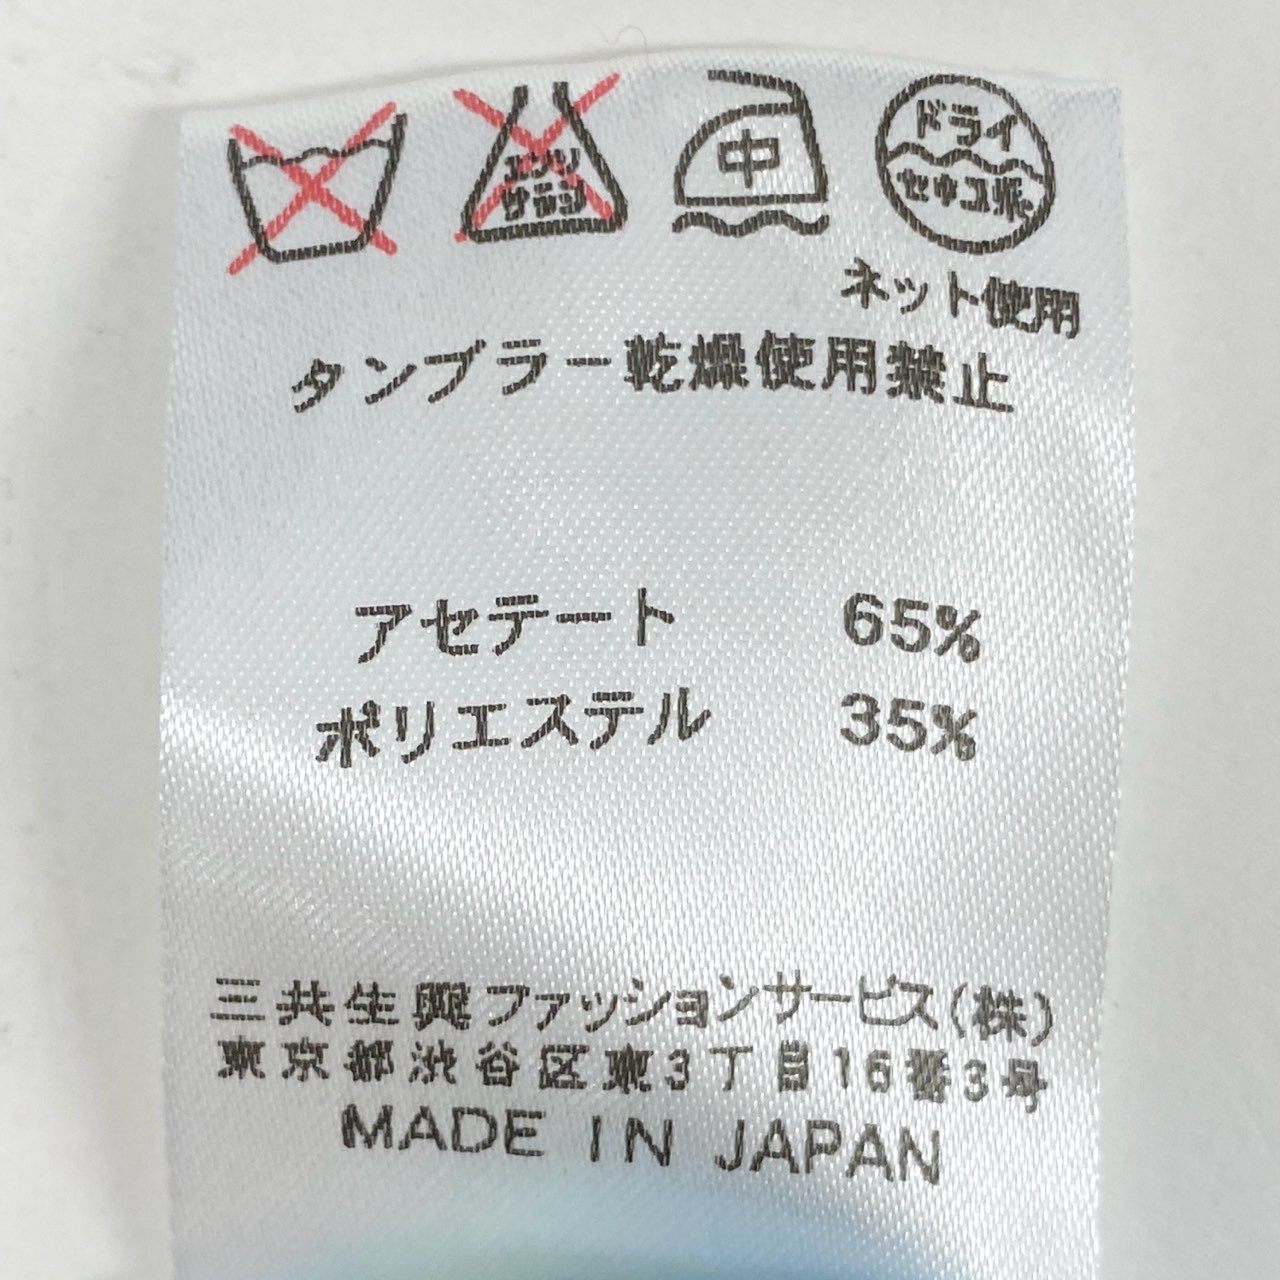 エンソ
サラシ
中
ドライ
セキユ系
ネット使用
タンブラー乾燥使用禁止
アセテート 65%
ポリエステル 35%
三共生興ファッションサービス(株)
東京都渋谷区東3丁目16番3号
MADE IN JAPAN